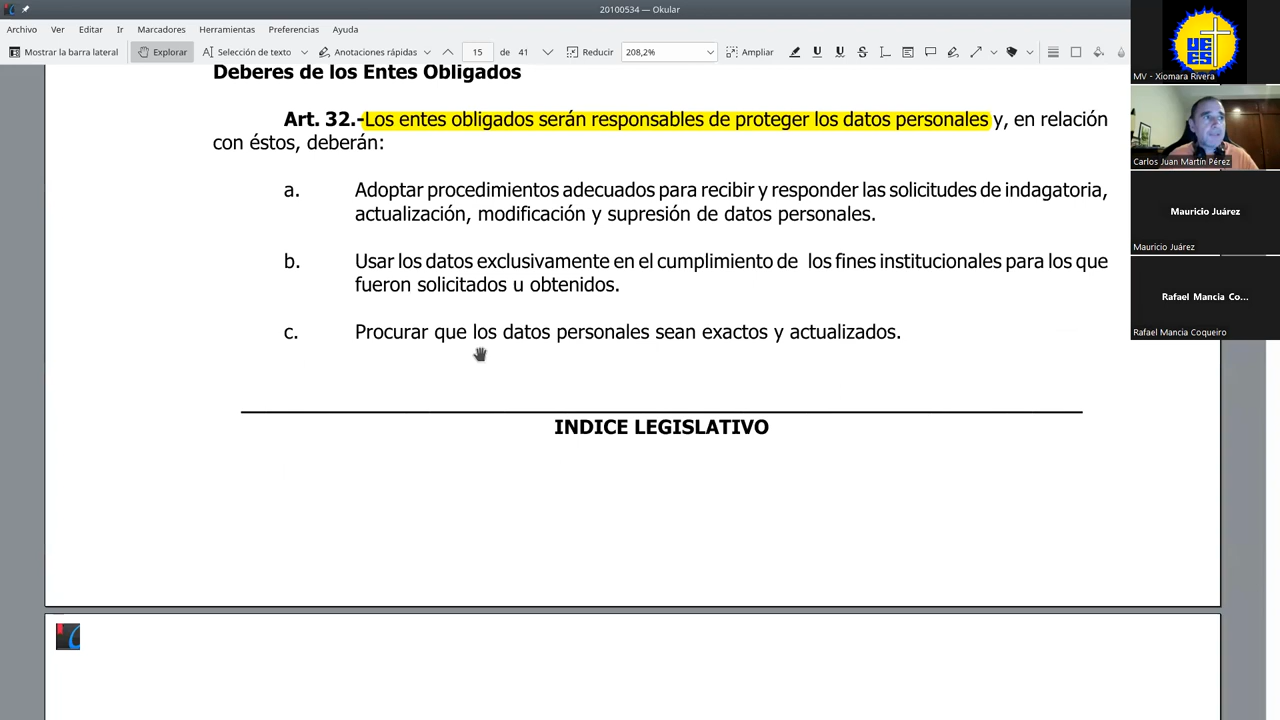 20100534 — Okular
Archivo Ver Editar Ir Marcadores Herramientas Preferencias Ayuda
Mostrar la barra lateral Explorar Selección de texto Anotaciones rápidas 15 de 41 Reducir 208,2% Ampliar
Deberes de los Entes Obligados
Art. 32.-Los entes obligados serán responsables de proteger los datos personales y, en relación
con éstos, deberán:
a. Adoptar procedimientos adecuados para recibir y responder las solicitudes de indagatoria,
actualización, modificación y supresión de datos personales.
b. Usar los datos exclusivamente en el cumplimiento de los fines institucionales para los que
fueron solicitados u obtenidos.
c. Procurar que los datos personales sean exactos y actualizados.
INDICE LEGISLATIVO
UE
ES
MV - Xiomara Rivera
Carlos Juan Martín Pérez
Mauricio Juárez
Mauricio Juárez
Rafael Mancia Co...
Rafael Mancia Coqueiro